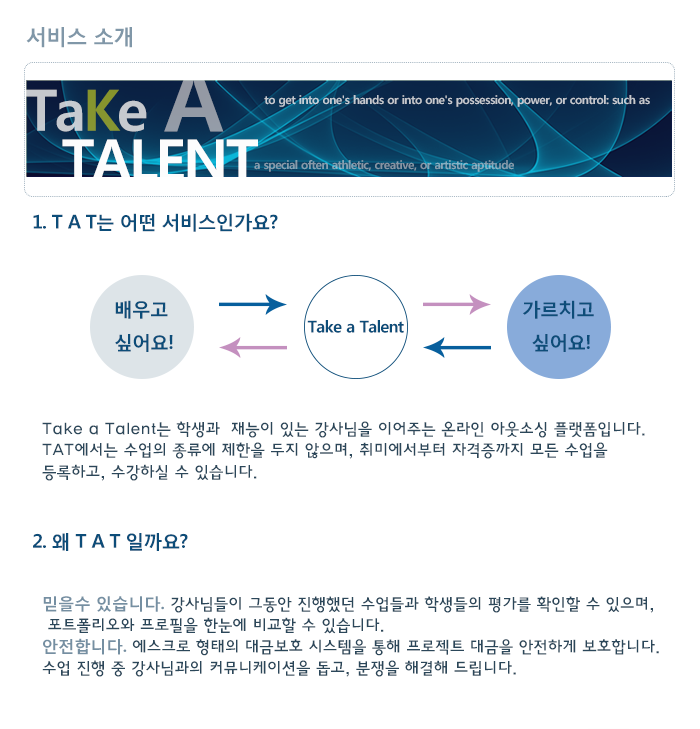 서비스 소개
TaKe A
to get into one's hands or into one's possession, power, or control: such as
TALENT
a special often athletic, creative, or artistic aptitude
1. T A T는 어떤 서비스인가요?
배우고
싶어요!
Take a Talent
가르치고
싶어요!
Take a Talent는 학생과 재능이 있는 강사님을 이어주는 온라인 아웃소싱 플랫폼입니다.
TAT에서는 수업의 종류에 제한을 두지 않으며, 취미에서부터 자격증까지 모든 수업을
등록하고, 수강하실 수 있습니다.
2. 왜 T A T 일까요?
믿을수 있습니다. 강사님들이 그동안 진행했던 수업들과 학생들의 평가를 확인할 수 있으며,
포트폴리오와 프로필을 한눈에 비교할 수 있습니다.
안전합니다. 에스크로 형태의 대금보호 시스템을 통해 프로젝트 대금을 안전하게 보호합니다.
수업 진행 중 강사님과의 커뮤니케이션을 돕고, 분쟁을 해결해 드립니다.